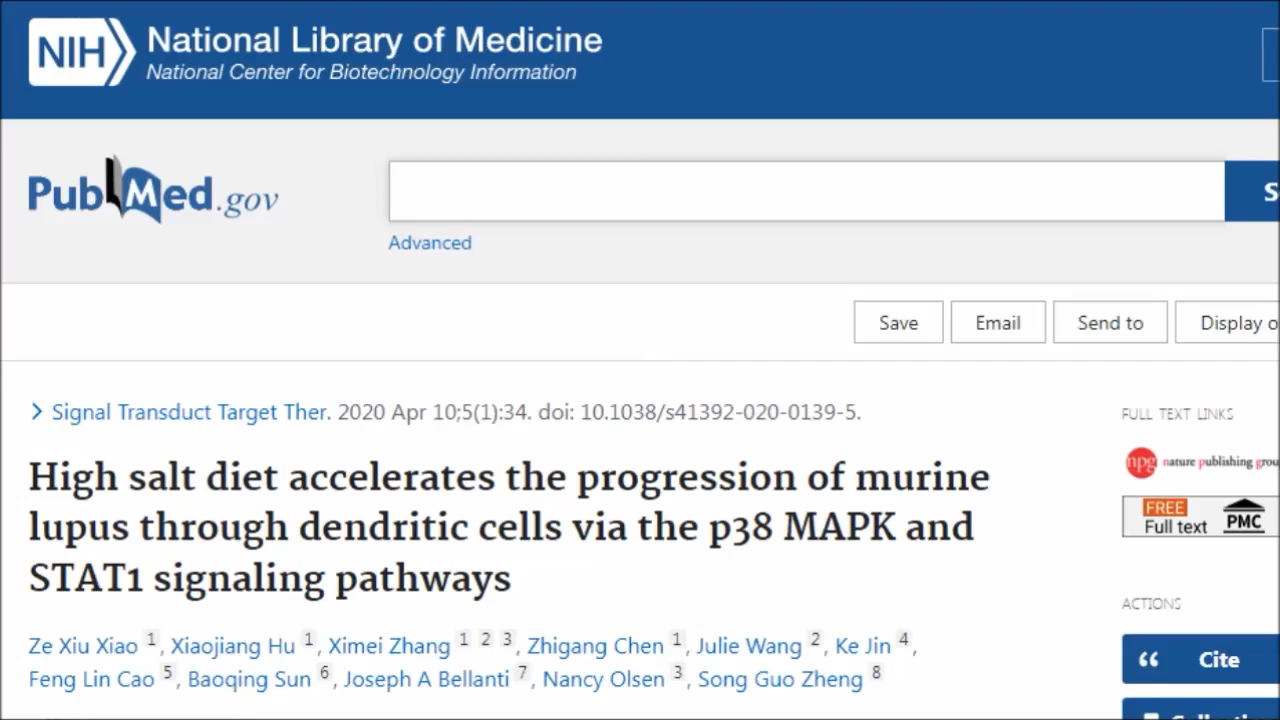 NIH National Library of Medicine
National Center for Biotechnology Information
PubMed.gov
S
Advanced
Save Email Send to Display o
Signal Transduct Target Ther. 2020 Apr 10;5(1):34. doi: 10.1038/s41392-020-0139-5.
FULL TEXT LINKS
High salt diet accelerates the progression of murine
lupus through dendritic cells via the p38 MAPK and
STAT1 signaling pathways
npg nature publishing grou
FREE
Full text PMC
ACTIONS
Ze Xiu Xiao 1, Xiaojiang Hu 1, Ximei Zhang 1 2 3, Zhigang Chen 1, Julie Wang 2, Ke Jin 4,
Feng Lin Cao 5, Baoqing Sun 6, Joseph A Bellanti 7, Nancy Olsen 3, Song Guo Zheng 8
Cite